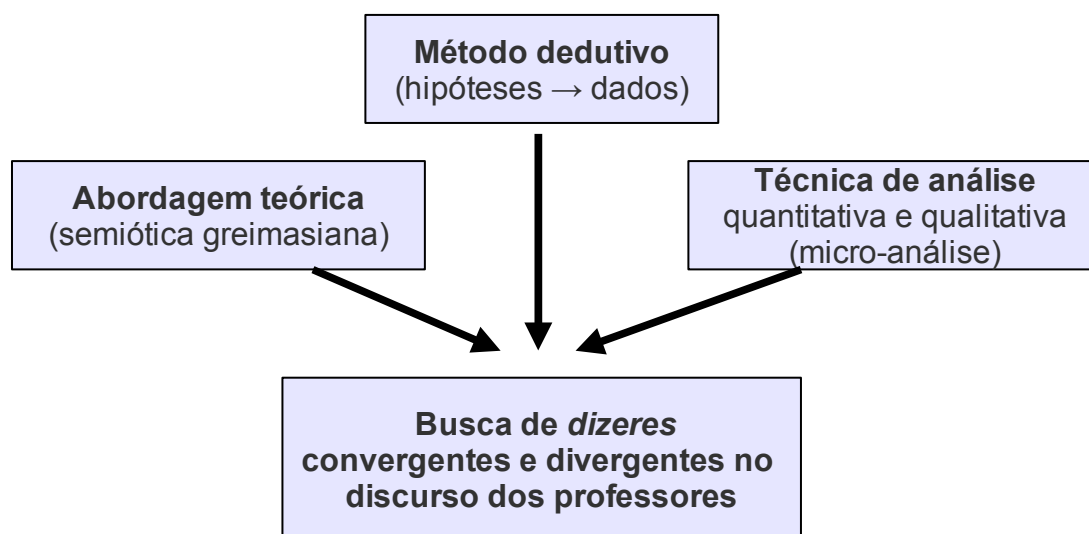 Método dedutivo
(hipóteses → dados)
Abordagem teórica
(semiótica greimasiana)
Técnica de análise
quantitativa e qualitativa
(micro-análise)
Busca de dizeres
convergentes e divergentes no
discurso dos professores